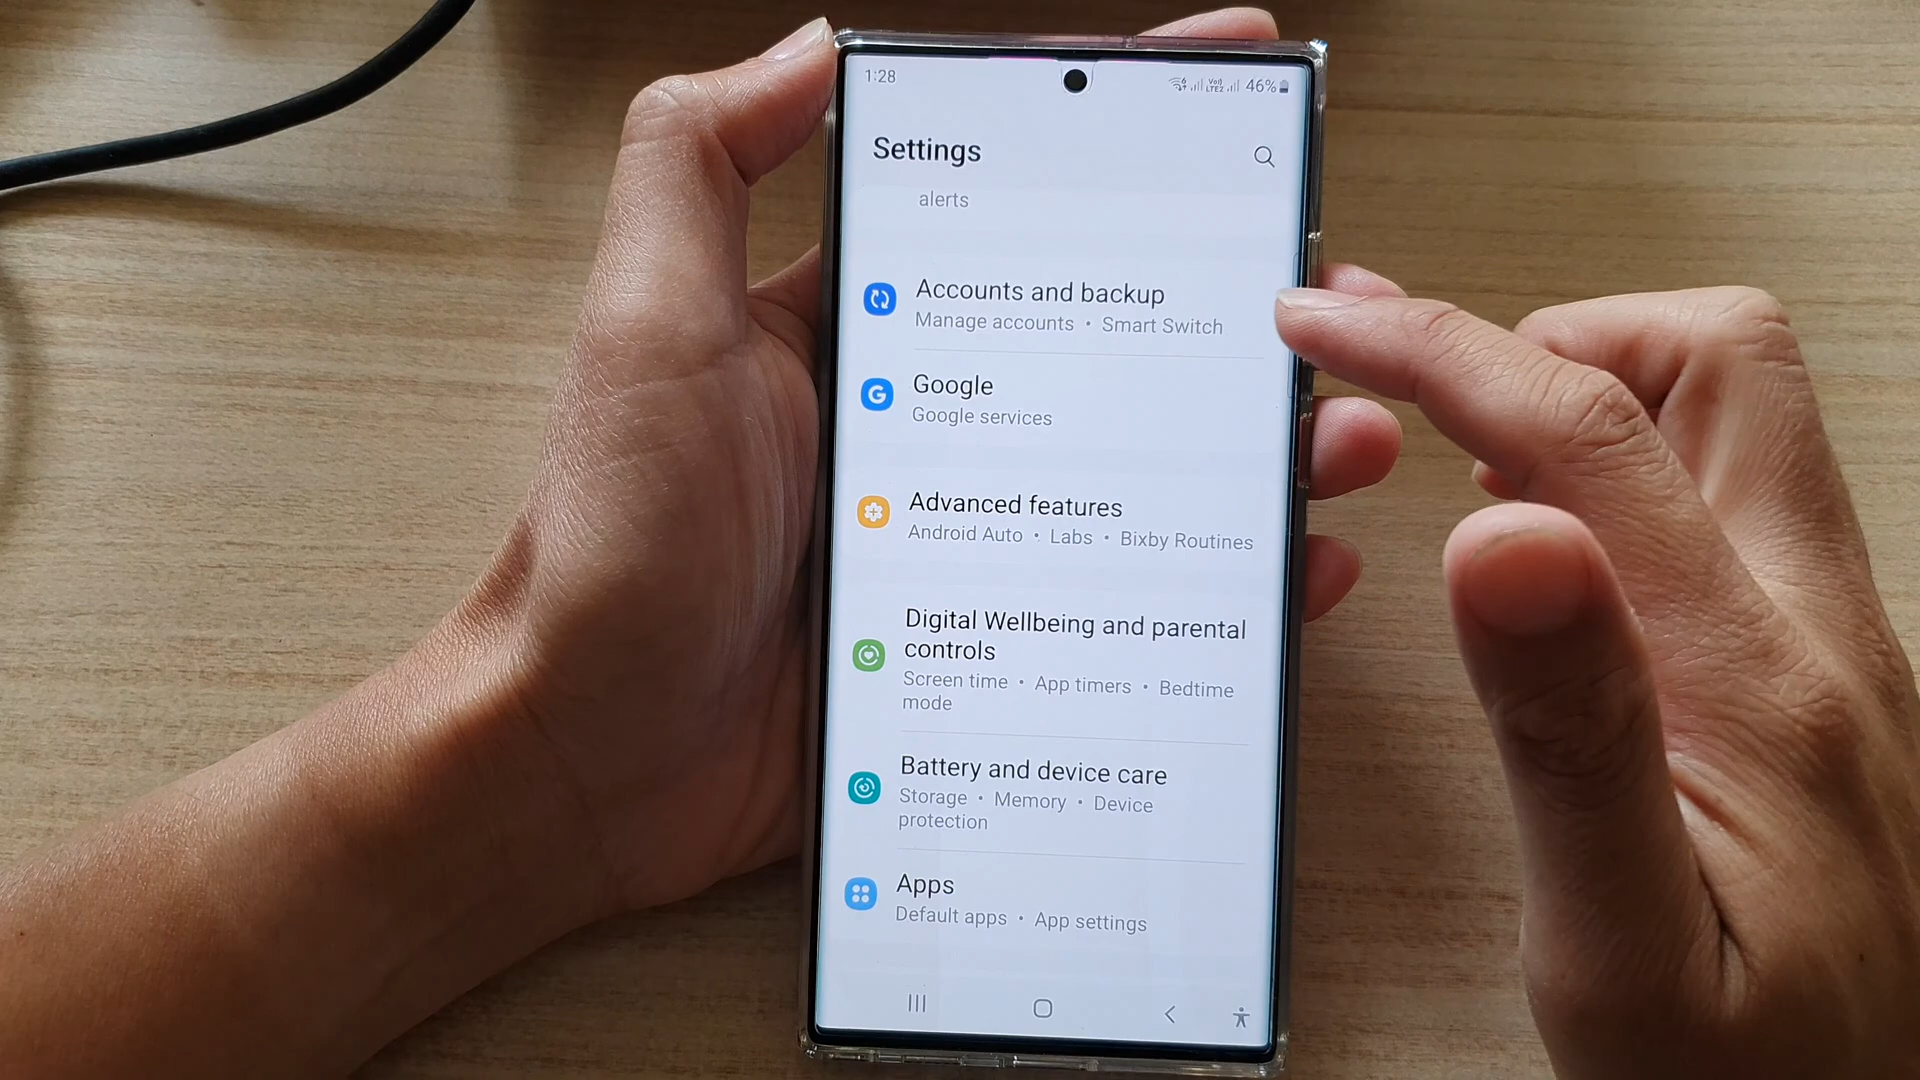 1:28
46%
Settings
alerts
Accounts and backup
Manage accounts • Smart Switch
Google
Google services
Advanced features
Android Auto • Labs • Bixby Routines
Digital Wellbeing and parental
controls
Screen time • App timers • Bedtime
mode
Battery and device care
Storage • Memory • Device
protection
Apps
Default apps • App settings